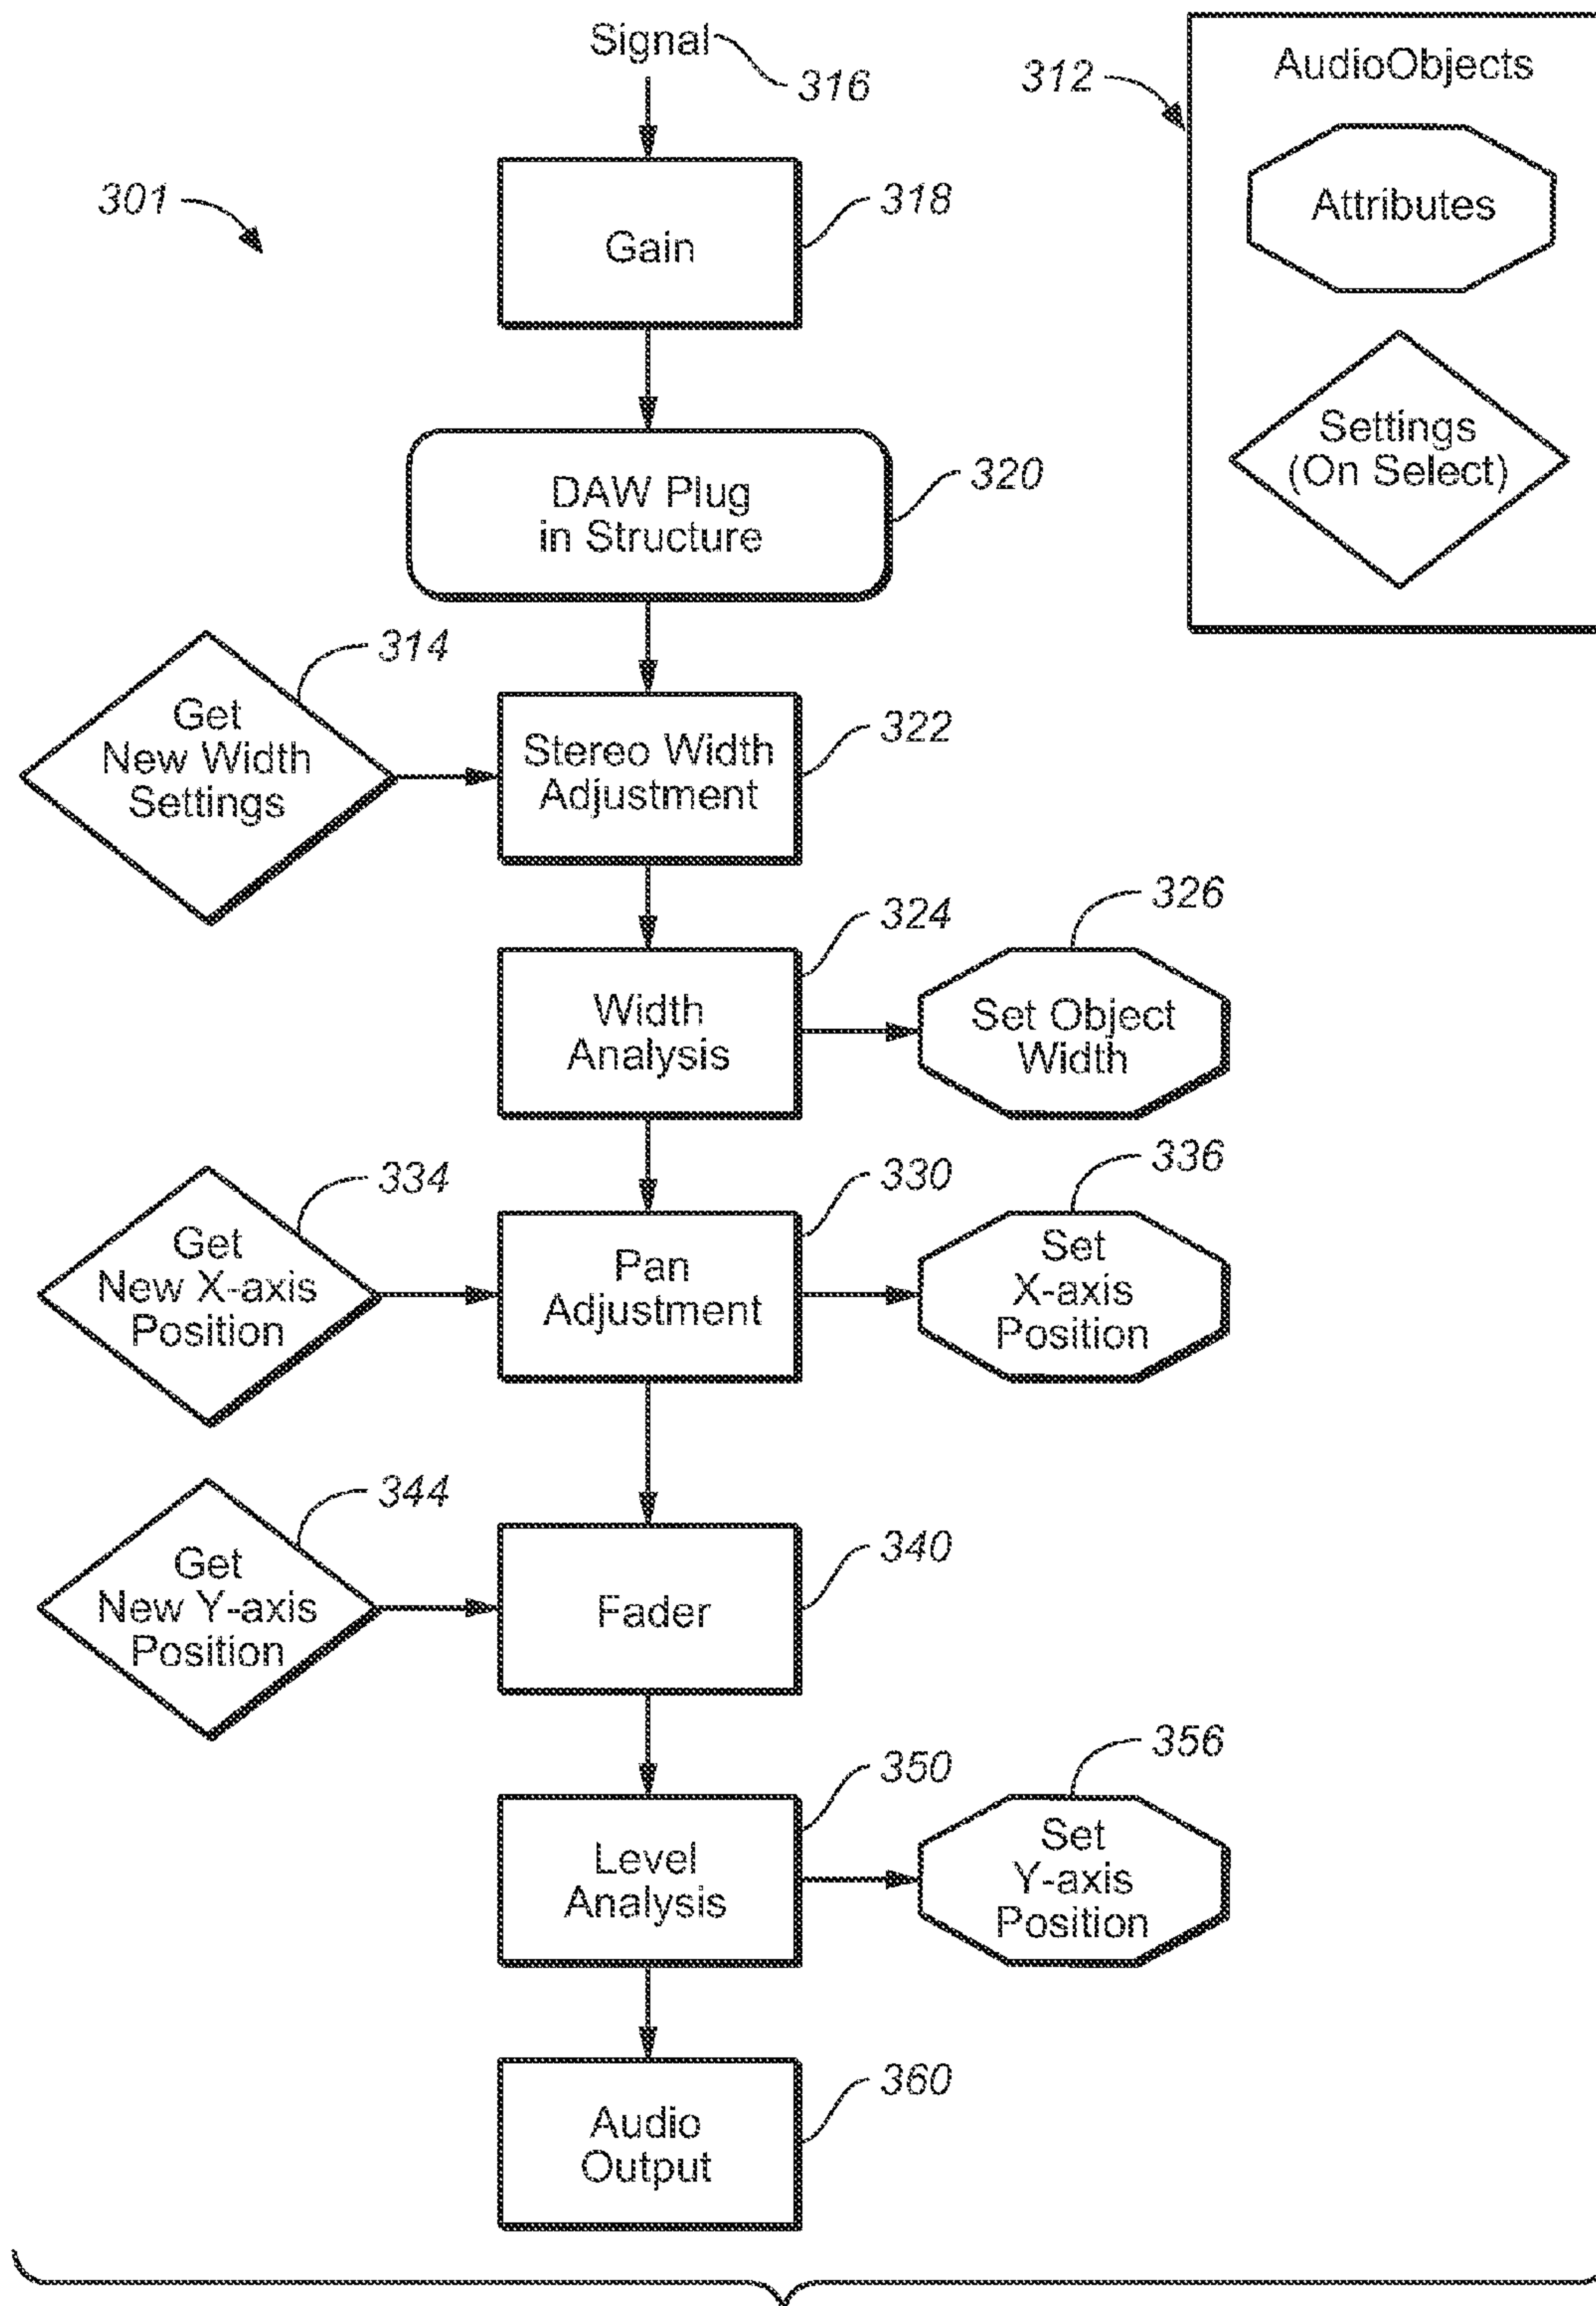 Signal
316
312
AudioObjects
Attributes
Settings
(On Select)
301
318
Gain
320
DAW Plug
in Structure
314
Get
New Width
Settings
322
Stereo Width
Adjustment
324
Width
Analysis
326
Set Object
Width
334
Get
New X-axis
Position
330
Pan
Adjustment
336
Set
X-axis
Position
344
Get
New Y-axis
Position
340
Fader
350
Level
Analysis
356
Set
Y-axis
Position
360
Audio
Output